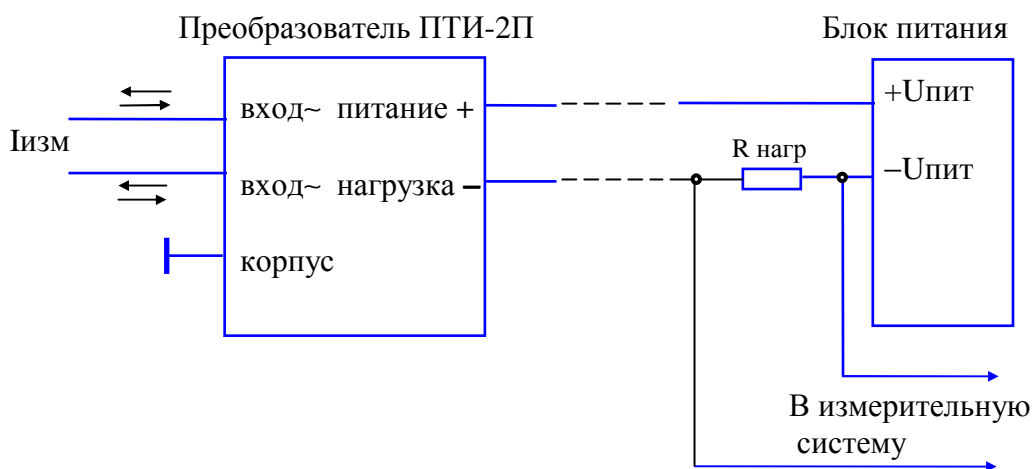 Преобразователь ПТИ-2П
Блок питания
вход~ питание +
+Uпит
Iизм
R нагр
−Uпит
вход~ нагрузка −
корпус
В измерительную
систему